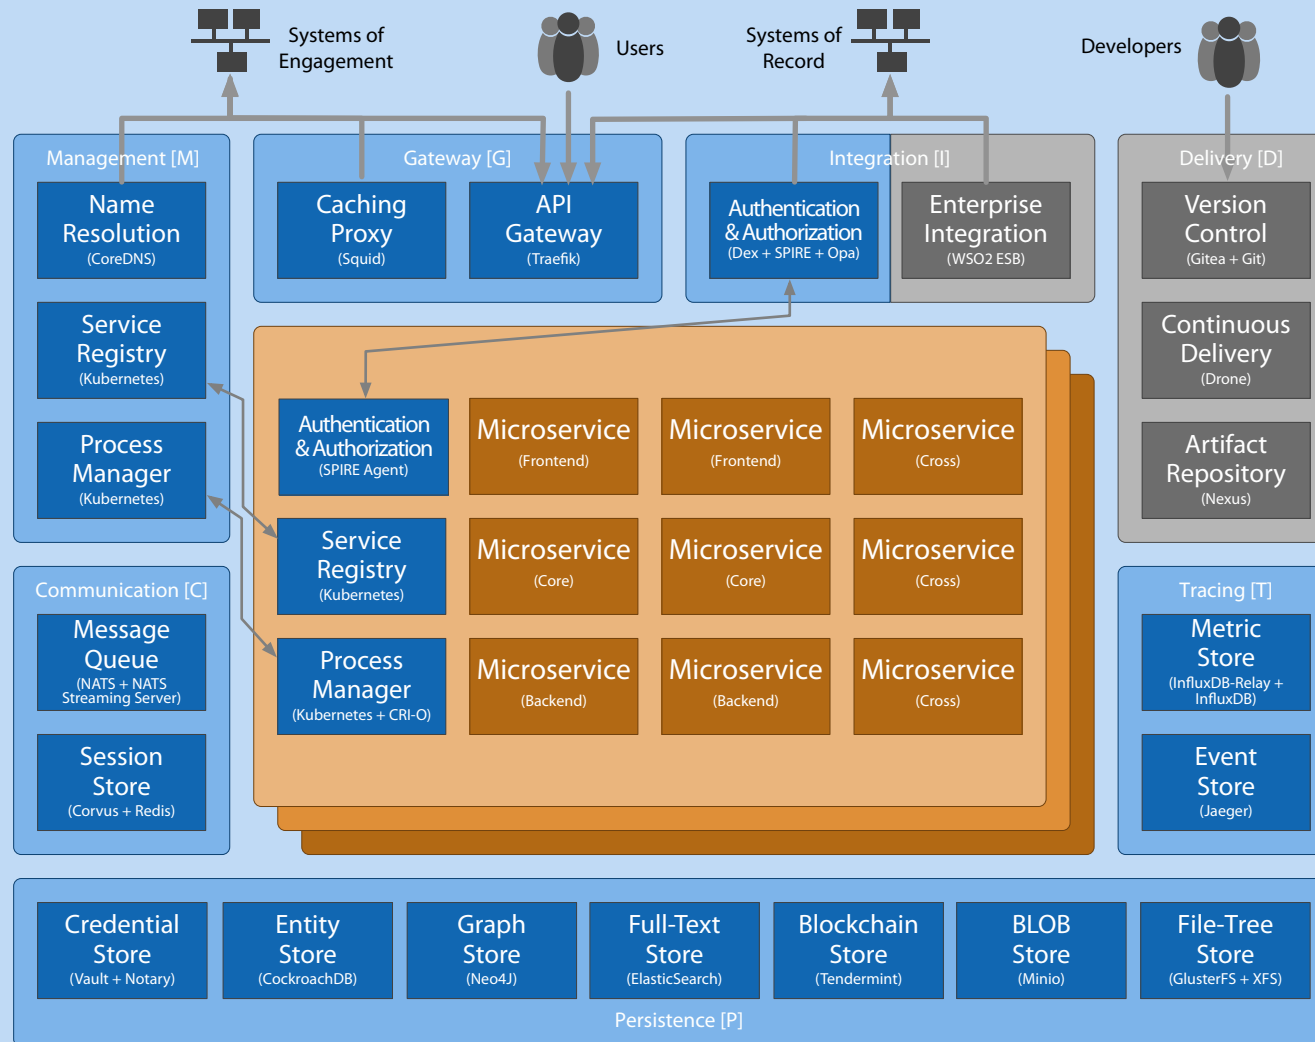 Systems of
Engagement
Users
Systems of
Record
Developers
Management [M]
Name
Resolution
(CoreDNS)
Service
Registry
(Kubernetes)
Process
Manager
(Kubernetes)
Gateway [G]
Caching
Proxy
(Squid)
API
Gateway
(Traefik)
Integration [I]
Authentication
& Authorization
(Dex + SPIRE + Opa)
Enterprise
Integration
(WSO2 ESB)
Delivery [D]
Version
Control
(Gitea + Git)
Continuous
Delivery
(Drone)
Artifact
Repository
(Nexus)
Authentication
& Authorization
(SPIRE Agent)
Microservice
(Frontend)
Microservice
(Frontend)
Microservice
(Cross)
Service
Registry
(Kubernetes)
Microservice
(Core)
Microservice
(Core)
Microservice
(Cross)
Process
Manager
(Kubernetes + CRI-O)
Microservice
(Backend)
Microservice
(Backend)
Microservice
(Cross)
Communication [C]
Message
Queue
(NATS + NATS
Streaming Server)
Session
Store
(Corvus + Redis)
Tracing [T]
Metric
Store
(InfluxDB-Relay +
InfluxDB)
Event
Store
(Jaeger)
Credential
Store
(Vault + Notary)
Entity
Store
(CockroachDB)
Graph
Store
(Neo4J)
Full-Text
Store
(ElasticSearch)
Blockchain
Store
(Tendermint)
BLOB
Store
(Minio)
File-Tree
Store
(GlusterFS + XFS)
Persistence [P]